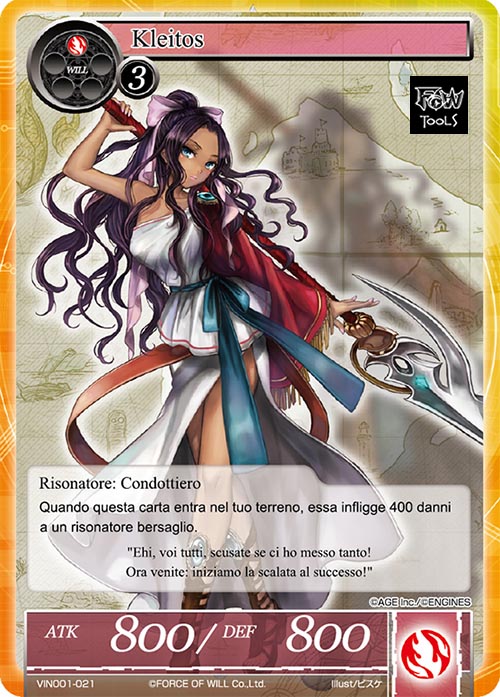 Kleitos
WILL
3
FoW
TOOLS
Risonatore: Condottiero
Quando questa carta entra nel tuo terreno, essa infligge 400 danni
a un risonatore bersaglio.
"Ehi, voi tutti, scusate se ci ho messo tanto!
Ora venite: iniziamo la scalata al successo!"
©AGE Inc./©ENGINES
ATK 800 / DEF 800
VIN001-021 ©FORCE OF WILL Co.,Ltd. Illust/ピスケ